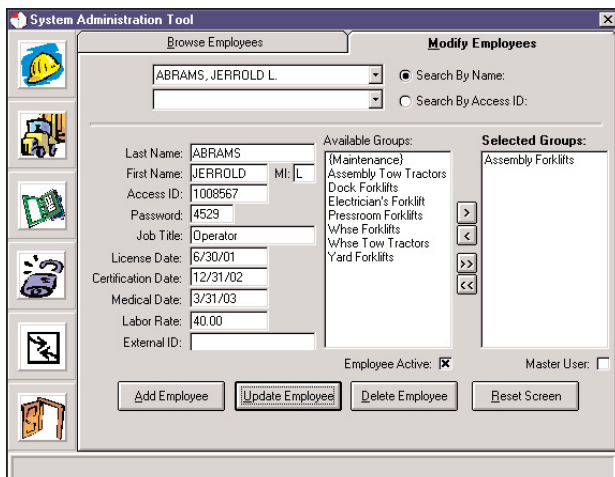 System Administration Tool
Browse Employees
Modify Employees
ABRAMS, JERROLD L.
Search By Name:
Search By Access ID:
Last Name: ABRAMS
First Name: JERROLD MI: L
Access ID: 1008567
Password: 4529
Job Title: Operator
License Date: 6/30/01
Certification Date: 12/31/02
Medical Date: 3/31/03
Labor Rate: 40.00
External ID:
Available Groups:
{Maintenance}
Assembly Tow Tractors
Dock Forklifts
Electrician's Forklift
Pressroom Forklifts
Whse Forklifts
Whse Tow Tractors
Yard Forklifts
>
<
>>
<<
Selected Groups:
Assembly Forklifts
Employee Active:
Master User:
Add Employee
Update Employee
Delete Employee
Reset Screen